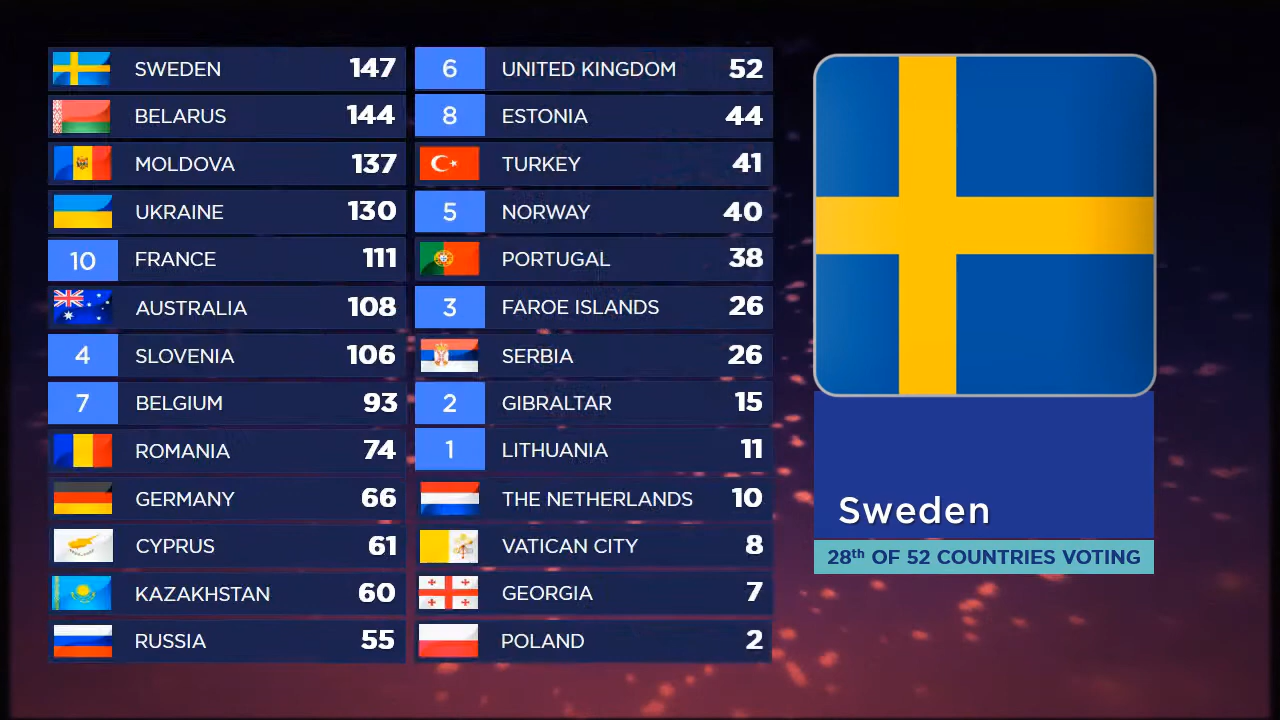 SWEDEN 147
BELARUS 144
MOLDOVA 137
UKRAINE 130
10 FRANCE 111
AUSTRALIA 108
4 SLOVENIA 106
7 BELGIUM 93
ROMANIA 74
GERMANY 66
CYPRUS 61
KAZAKHSTAN 60
RUSSIA 55
6 UNITED KINGDOM 52
8 ESTONIA 44
TURKEY 41
5 NORWAY 40
PORTUGAL 38
3 FAROE ISLANDS 26
SERBIA 26
2 GIBRALTAR 15
1 LITHUANIA 11
THE NETHERLANDS 10
VATICAN CITY 8
GEORGIA 7
POLAND 2
Sweden
28th OF 52 COUNTRIES VOTING